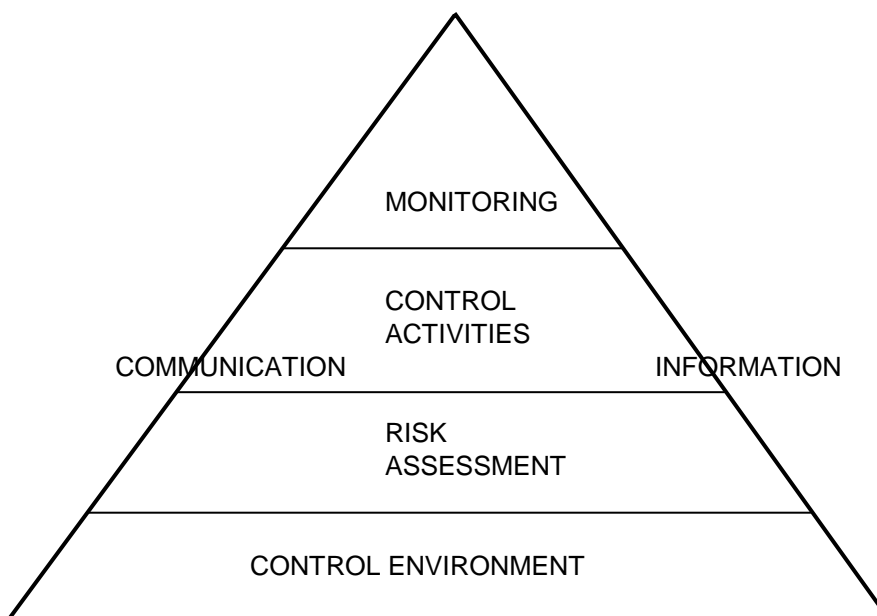 MONITORING
CONTROL
ACTIVITIES
COMMUNICATION
INFORMATION
RISK
ASSESSMENT
CONTROL ENVIRONMENT